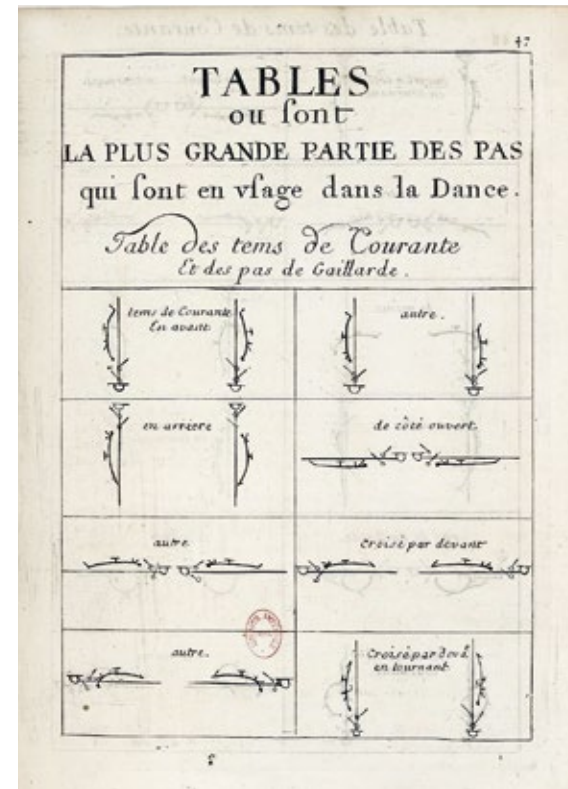 47
TABLES
ou ſont
LA PLUS GRANDE PARTIE DES PAS
qui ſont en vſage dans la Dance.
Table des tems de Courante
Et des pas de Gaillarde.
tems de Courante
En avant
autre.
en arriere
de côté ouvert.
autre
Croisé par devant
autre.
Croisé par
en tournant